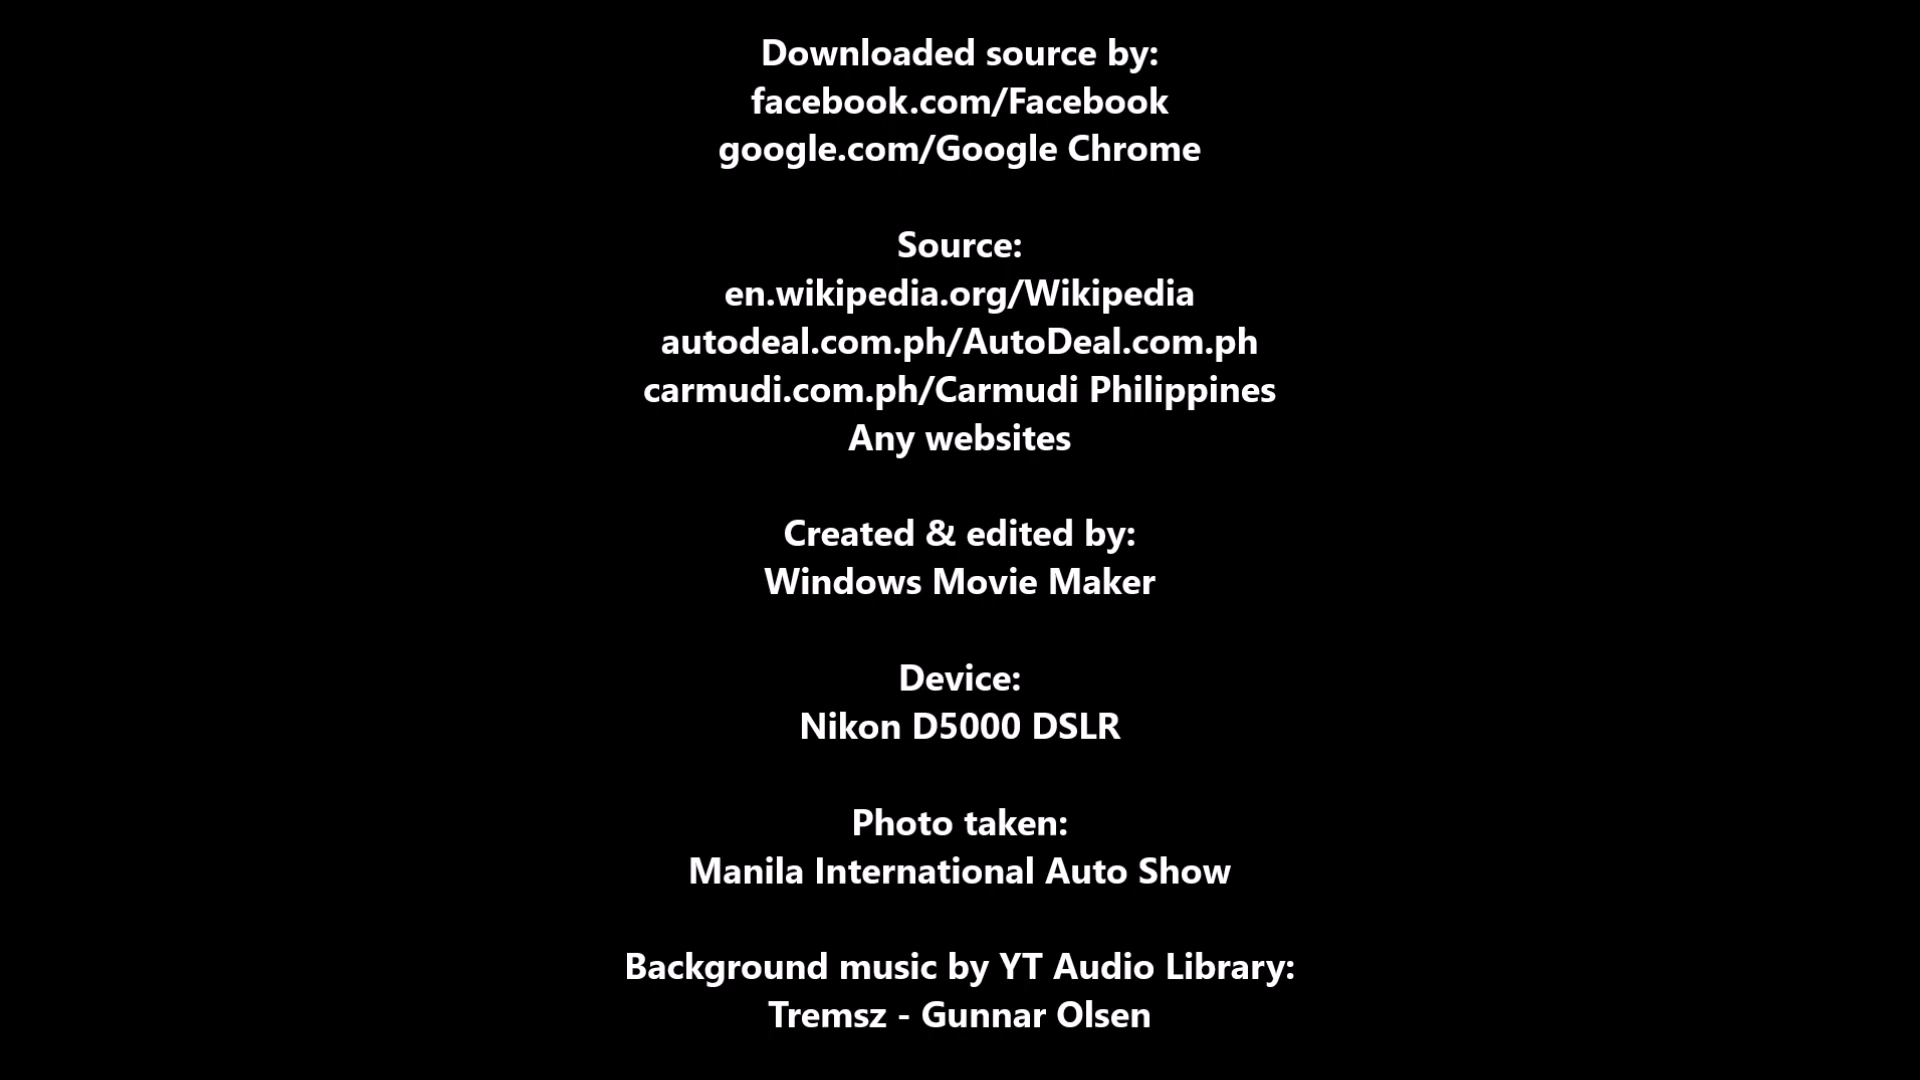 Downloaded source by:
facebook.com/Facebook
google.com/Google Chrome
Source:
en.wikipedia.org/Wikipedia
autodeal.com.ph/AutoDeal.com.ph
carmudi.com.ph/Carmudi Philippines
Any websites
Created & edited by:
Windows Movie Maker
Device:
Nikon D5000 DSLR
Photo taken:
Manila International Auto Show
Background music by YT Audio Library:
Tremsz - Gunnar Olsen